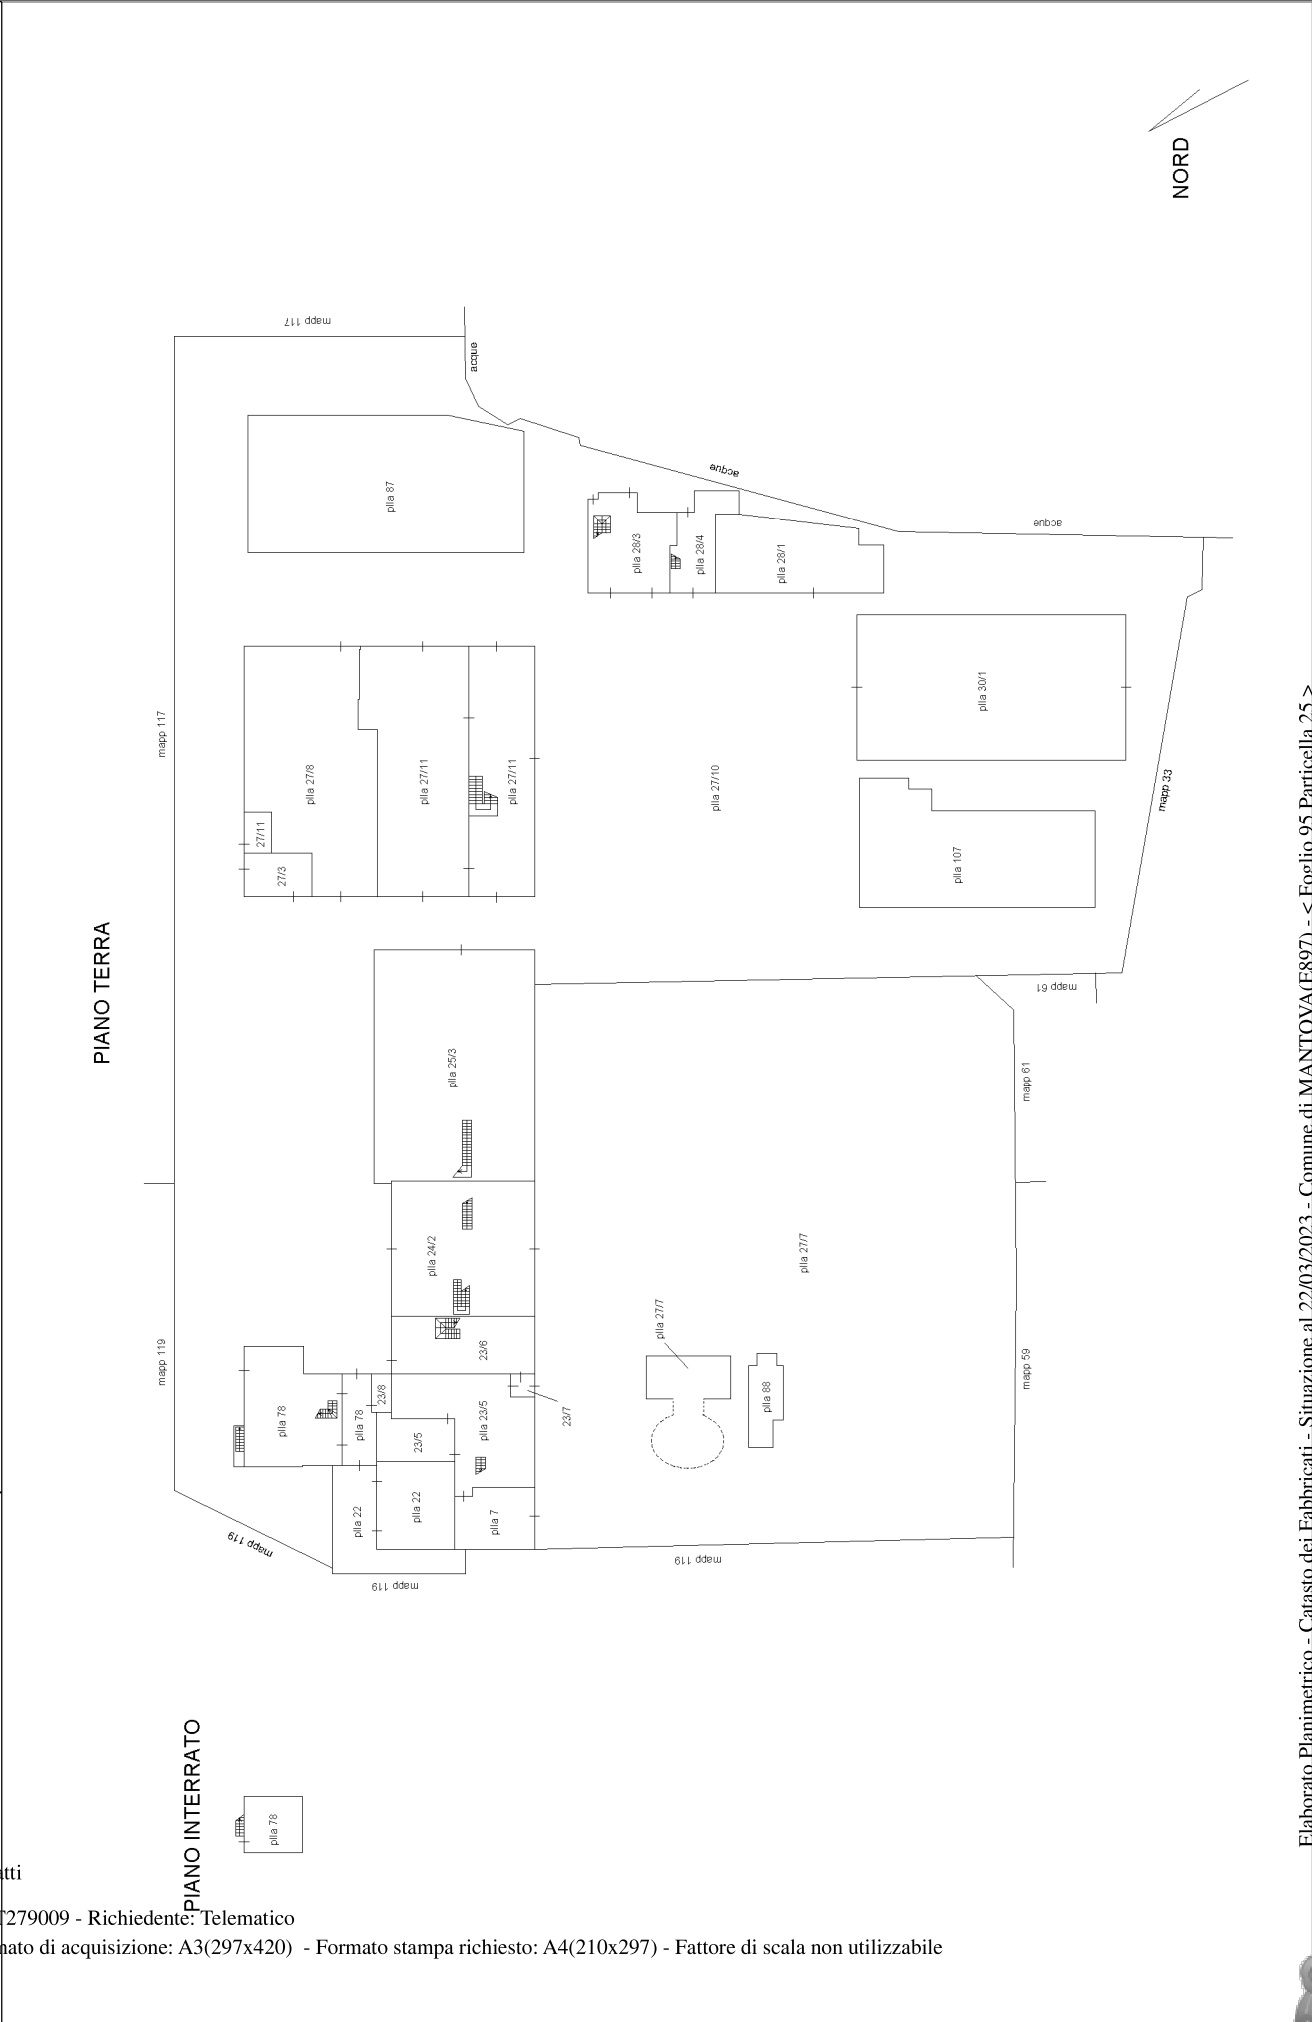 NORD
mapp 117
acque
acque
acque
plla 87
plla 28/3
plla 28/4
plla 28/1
plla 30/1
mapp 117
plla 27/8
plla 27/11
plla 27/11
plla 27/10
27/11
27/3
plla 107
mapp 33
PIANO TERRA
mapp 61
plla 25/3
mapp 61
plla 24/2
plla 27/7
plla 27/7
mapp 119
23/6
mapp 59
plla 78
plla 78
23/8
23/5
plla 23/5
23/7
plla 88
plla 22
plla 22
plla 7
mapp 119
mapp 119
mapp 119
PIANO INTERRATO
plla 78
atti
T279009 - Richiedente: Telematico
mato di acquisizione: A3(297x420) - Formato stampa richiesto: A4(210x297) - Fattore di scala non utilizzabile
Elaborato Planimetrico - Catasto dei Fabbricati - Situazione al 22/03/2023 - Comune di MANTOVA(E897) - < Foglio 95 Particella 25 >